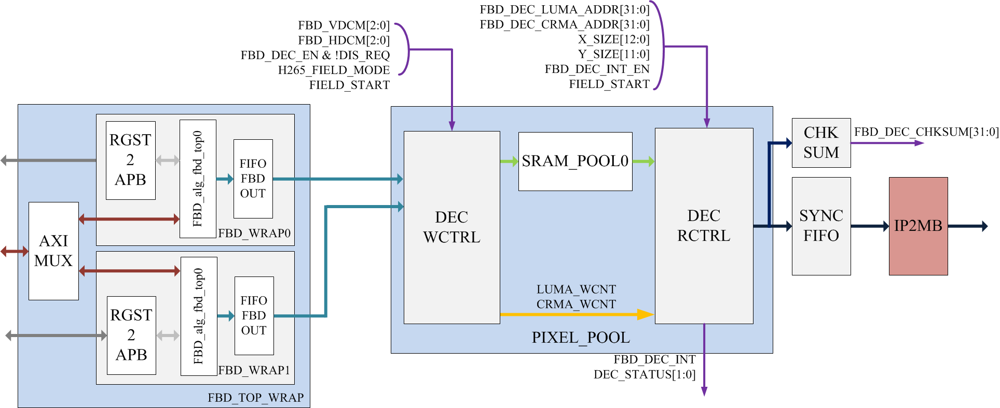 FBD_DEC_LUMA_ADDR[31:0]
FBD_DEC_CRMA_ADDR[31:0]
X_SIZE[12:0]
Y_SIZE[11:0]
FBD_DEC_INT_EN
FIELD_START
FBD_VDCM[2:0]
FBD_HDCM[2:0]
FBD_DEC_EN & !DIS_REQ
H265_FIELD_MODE
FIELD_START
RGST
2
APB
FBD_alg_fbd_top0
FIFO
FBD
OUT
FBD_WRAP0
AXI
MUX
RGST
2
APB
FBD_alg_fbd_top0
FIFO
FBD
OUT
FBD_WRAP1
FBD_TOP_WRAP
DEC
WCTRL
SRAM_POOL0
DEC
RCTRL
LUMA_WCNT
CRMA_WCNT
PIXEL_POOL
FBD_DEC_INT
DEC_STATUS[1:0]
CHK
SUM
FBD_DEC_CHKSUM[31:0]
SYNC
FIFO
IP2MB